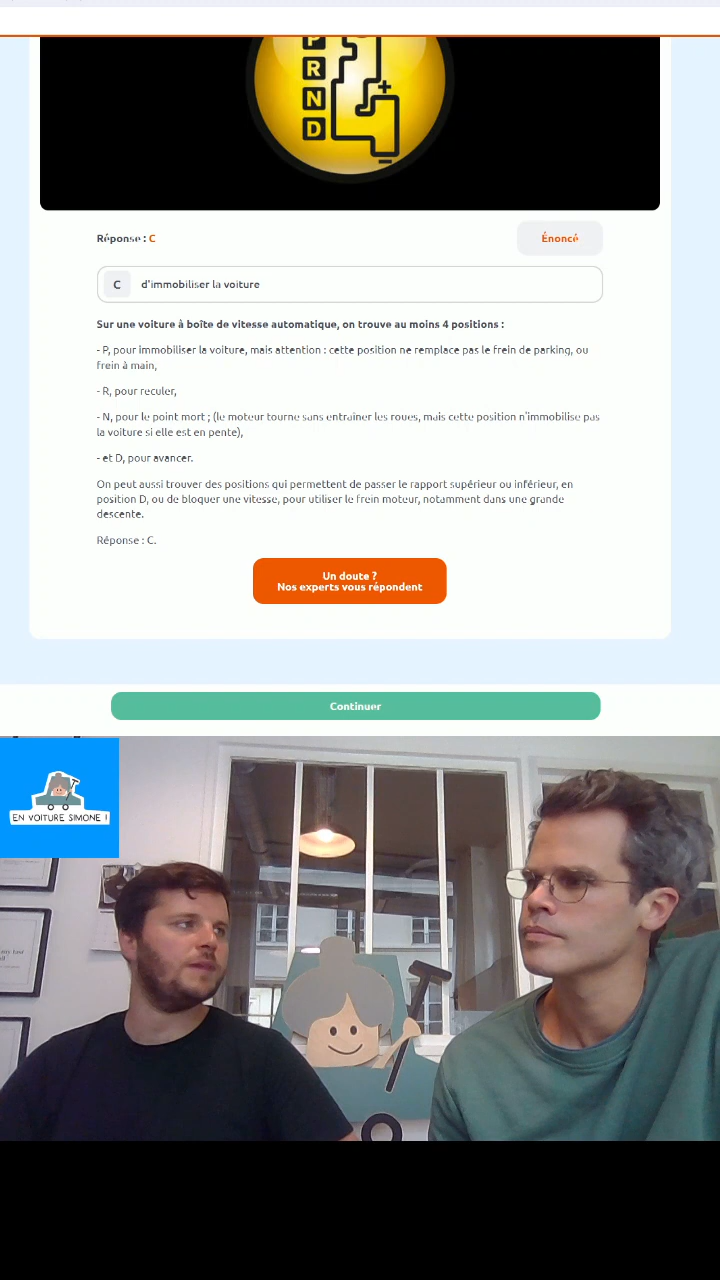 P
R
N
D
+
-
Réponse : C
Énoncé
C d'immobiliser la voiture
Sur une voiture à boîte de vitesse automatique, on trouve au moins 4 positions :
- P, pour immobiliser la voiture, mais attention : cette position ne remplace pas le frein de parking, ou
frein à main,
- R, pour reculer,
- N, pour le point mort ; (le moteur tourne sans entraîner les roues, mais cette position n'immobilise pas
la voiture si elle est en pente),
- et D, pour avancer.
On peut aussi trouver des positions qui permettent de passer le rapport supérieur ou inférieur, en
position D, ou de bloquer une vitesse, pour utiliser le frein moteur, notamment dans une grande
descente.
Réponse : C.
Un doute ?
Nos experts vous répondent
Continuer
EN VOITURE SIMONE !